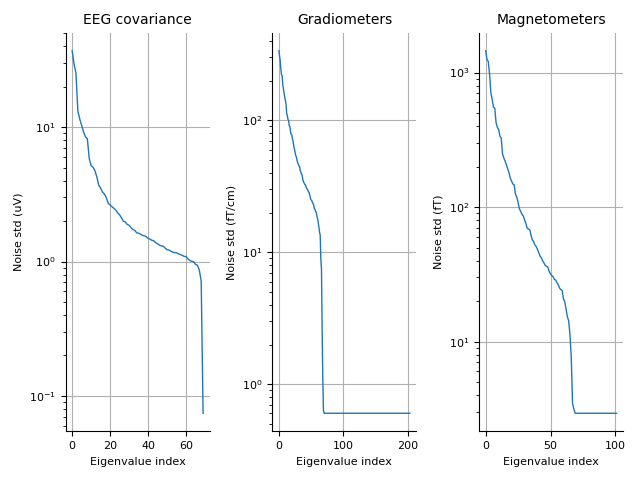 EEG covariance
Gradiometers
Magnetometers
Noise std (uV)
10¹
10⁰
10⁻¹
0 20 40 60
Eigenvalue index
Noise std (fT/cm)
10²
10¹
10⁰
0 100 200
Eigenvalue index
Noise std (fT)
10³
10²
10¹
0 50 100
Eigenvalue index